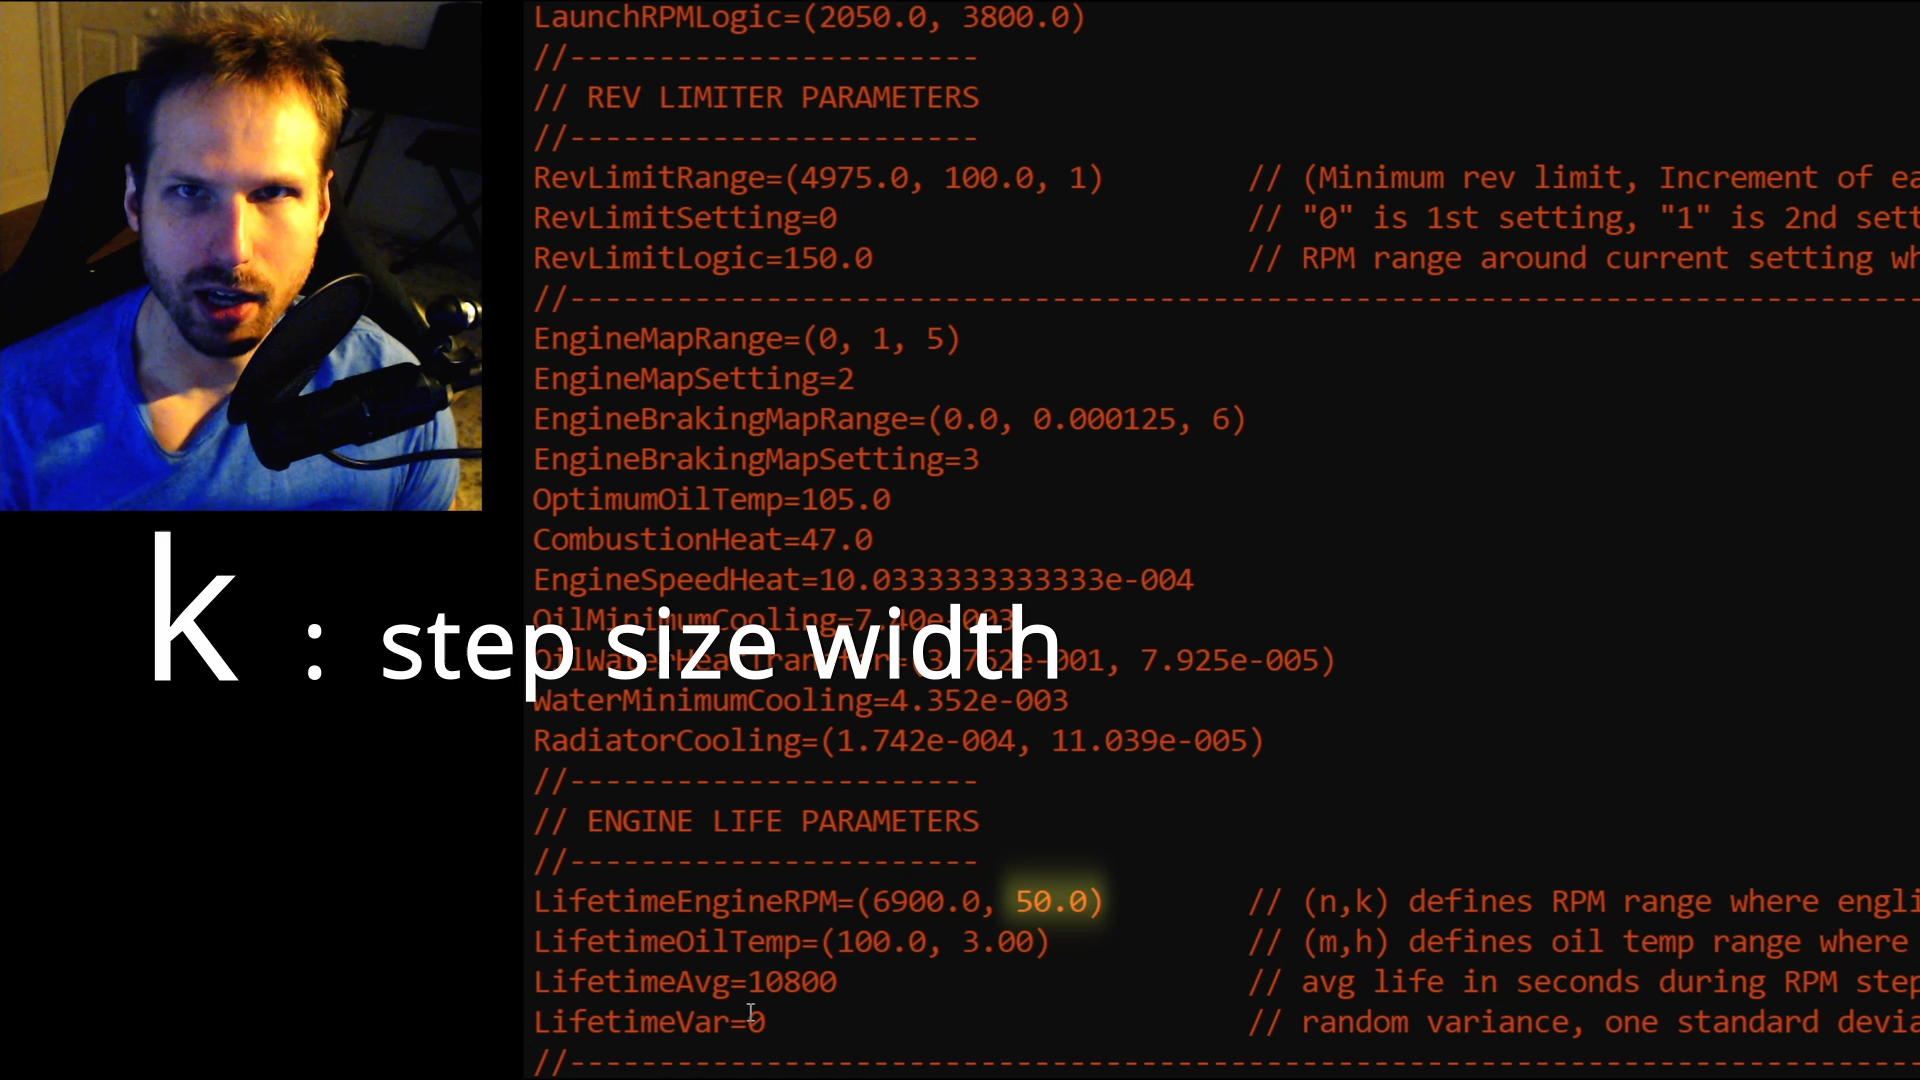 LaunchRPMLogic=(2050.0, 3800.0)
//-----------------------
// REV LIMITER PARAMETERS
//-----------------------
RevLimitRange=(4975.0, 100.0, 1) // (Minimum rev limit, Increment of ea
RevLimitSetting=0 // "0" is 1st setting, "1" is 2nd sett
RevLimitLogic=150.0 // RPM range around current setting wh
//---------------------------------------------------------------------------
EngineMapRange=(0, 1, 5)
EngineMapSetting=2
EngineBrakingMapRange=(0.0, 0.000125, 6)
EngineBrakingMapSetting=3
OptimumOilTemp=105.0
CombustionHeat=47.0
EngineSpeedHeat=10.0333333333333e-004
OilMinimumCooling=7.40e-003
k : step size width
7.925e-005)
WaterMinimumCooling=4.352e-003
RadiatorCooling=(1.742e-004, 11.039e-005)
//-----------------------
// ENGINE LIFE PARAMETERS
//-----------------------
LifetimeEngineRPM=(6900.0, 50.0) // (n,k) defines RPM range where engli
LifetimeOilTemp=(100.0, 3.00) // (m,h) defines oil temp range where
LifetimeAvg=10800 // avg life in seconds during RPM step
LifetimeVar=0 // random variance, one standard devia
//---------------------------------------------------------------------------